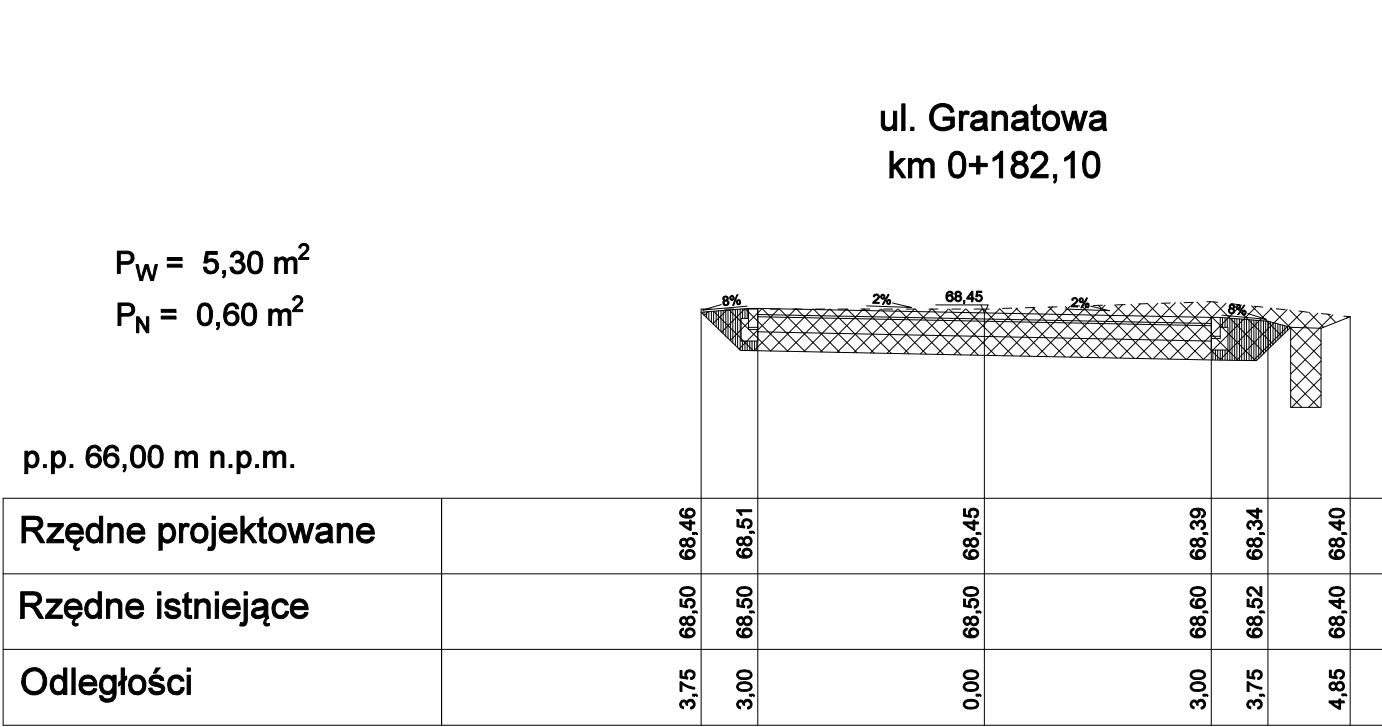 ul. Granatowa
km 0+182,10
PW = 5,30 m2
PN = 0,60 m2
8% 2% 68,45 2% 8%
p.p. 66,00 m n.p.m.
Rzędne projektowane 68,46 68,51 68,45 68,39 68,34 68,40
Rzędne istniejące 68,50 68,50 68,50 68,60 68,52 68,40
Odległości 3,75 3,00 0,00 3,00 3,75 4,85